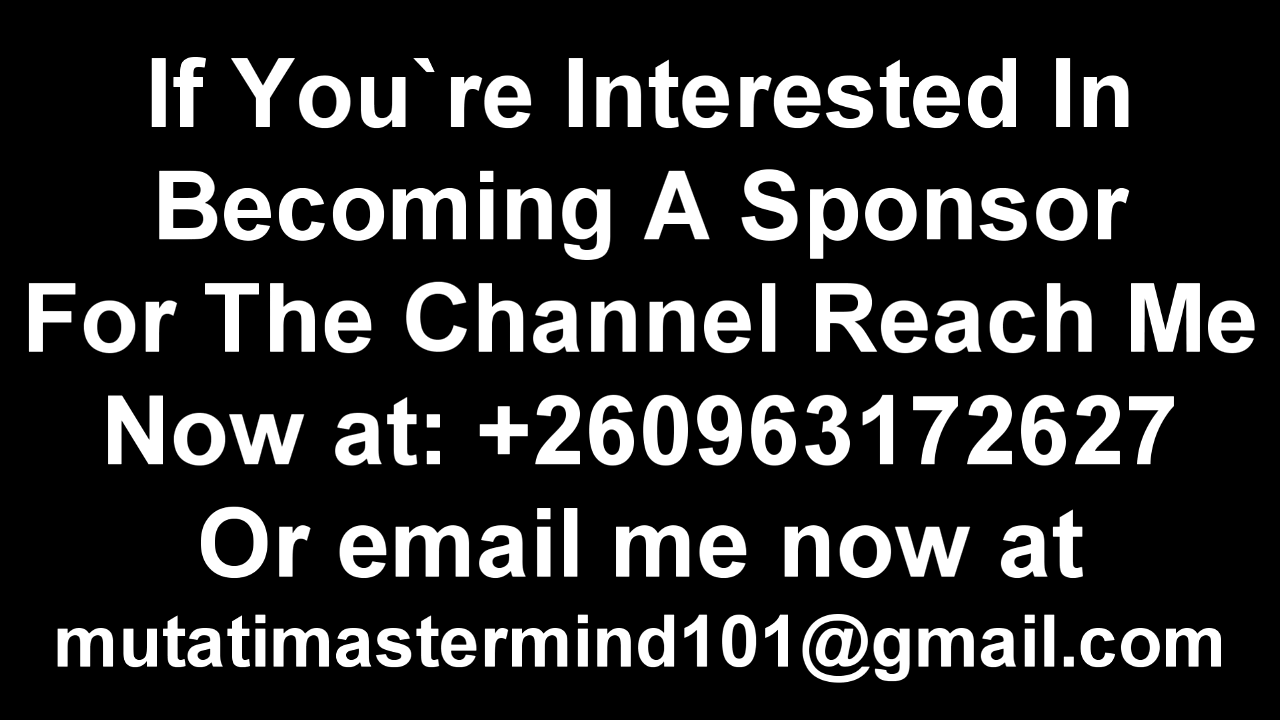 If You`re Interested In
Becoming A Sponsor
For The Channel Reach Me
Now at: +260963172627
Or email me now at
mutatimastermind101@gmail.com